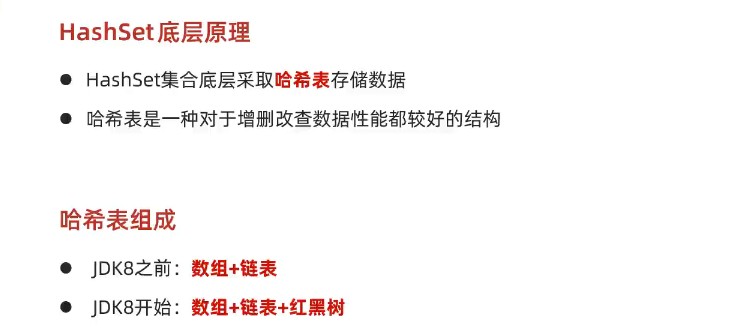 HashSet底层原理
● HashSet集合底层采取哈希表存储数据
● 哈希表是一种对于增删改查数据性能都较好的结构
哈希表组成
● JDK8之前：数组+链表
● JDK8开始：数组+链表+红黑树